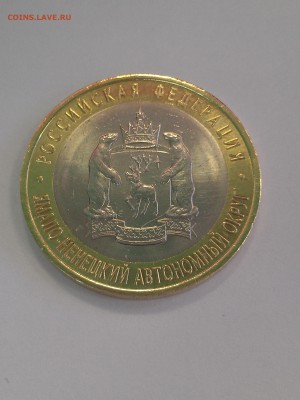 COINS.LAVE.RU
РОССИЙСКАЯ ФЕДЕРАЦИЯ
ЯМАЛО-НЕНЕЦКИЙ АВТОНОМНЫЙ ОКРУГ